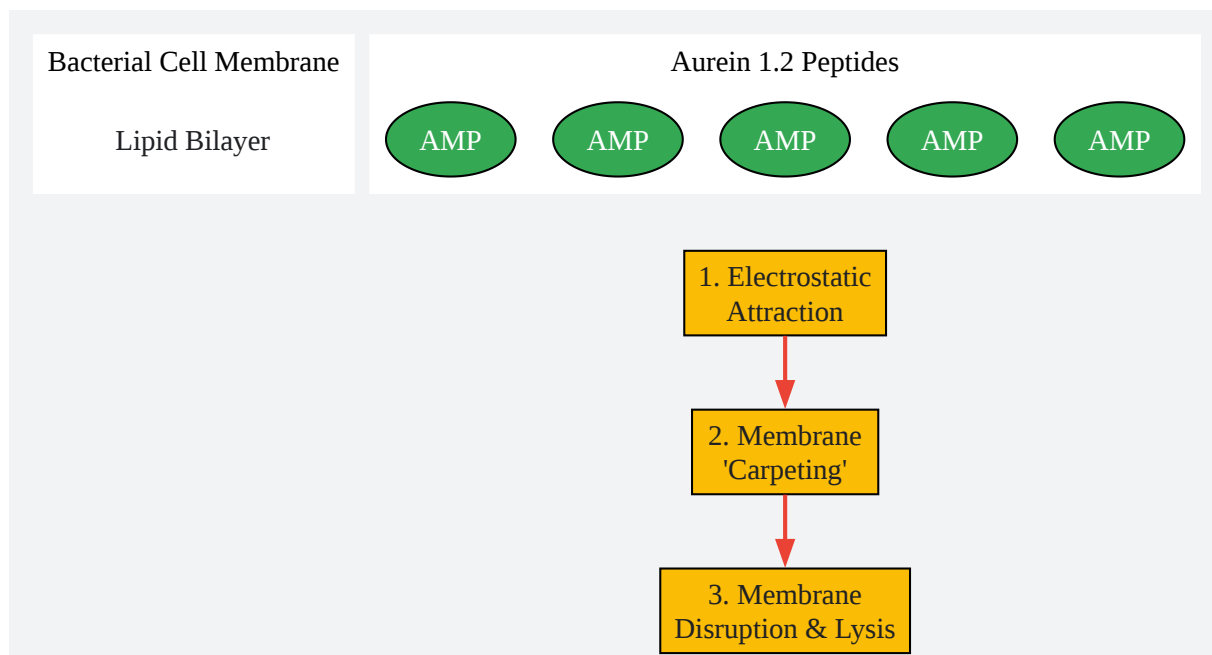 Bacterial Cell Membrane
Aurein 1.2 Peptides
Lipid Bilayer
AMP
AMP
AMP
AMP
AMP
1. Electrostatic
Attraction
2. Membrane
'Carpeting'
3. Membrane
Disruption & Lysis